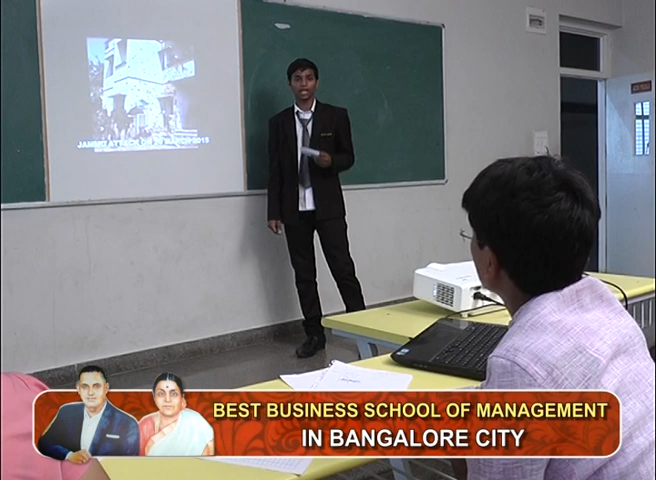 JAMMU ATTACK ON 20 MARCH 2015
BEST BUSINESS SCHOOL OF MANAGEMENT
IN BANGALORE CITY